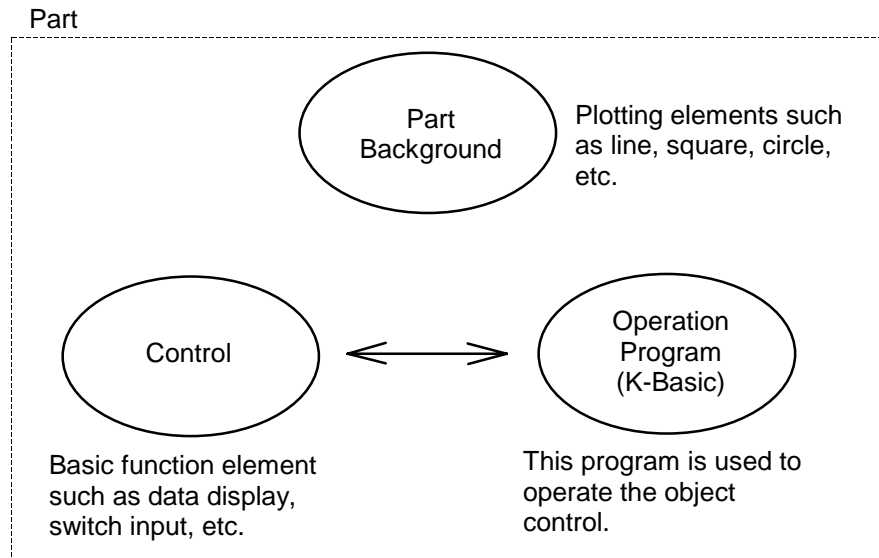 Part
Part
Background
Plotting elements such
as line, square, circle,
etc.
Control
Operation
Program
(K-Basic)
Basic function element
such as data display,
switch input, etc.
This program is used to
operate the object
control.